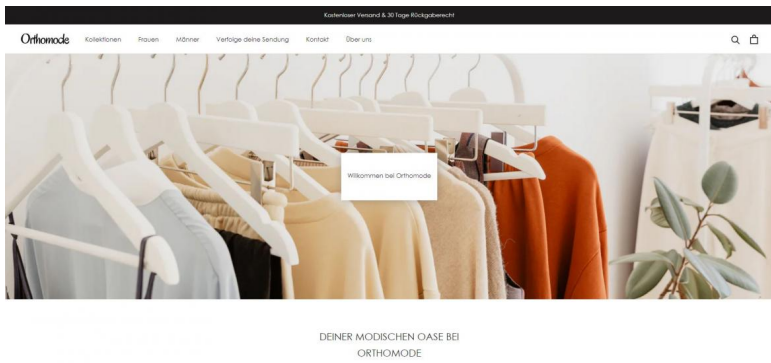 Kostenloser Versand & 30 Tage Rückgaberecht
Orthomode Kollektionen Frauen Männer Verfolge deine Sendung Kontakt Über uns
Willkommen bei Orthomode
DEINER MODISCHEN OASE BEI
ORTHOMODE